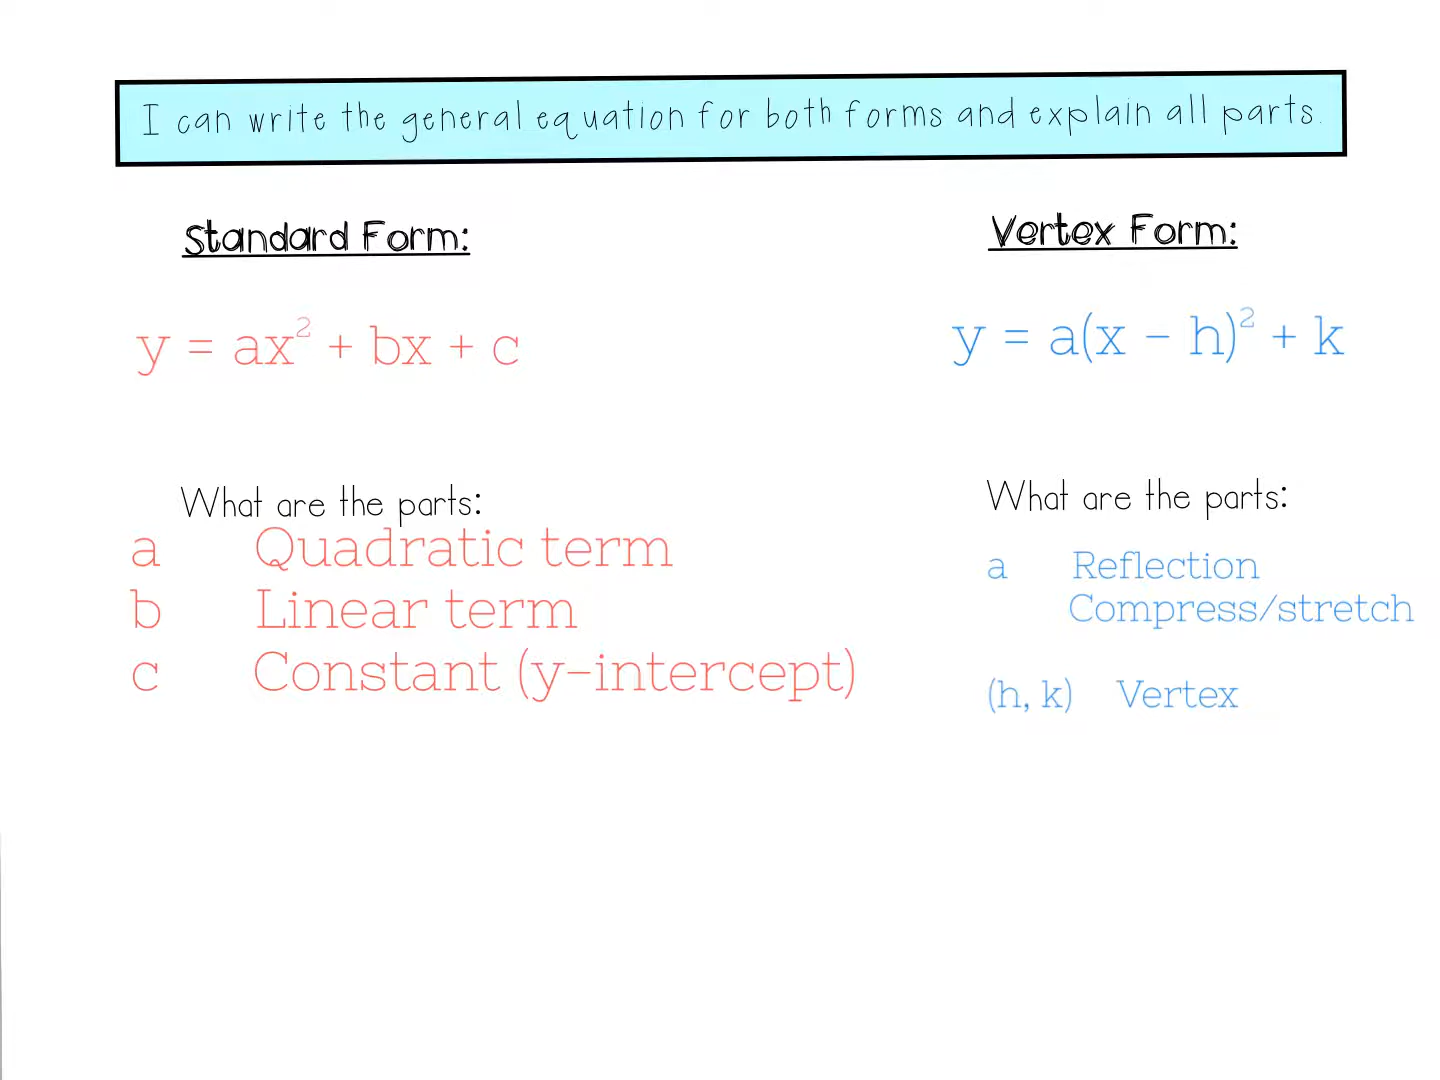 I can write the general equation for both forms and explain all parts.
Standard Form:
y = ax² + bx + c
What are the parts:
a Quadratic term
b Linear term
c Constant (y-intercept)
Vertex Form:
y = a(x - h)² + k
What are the parts:
a Reflection
Compress/stretch
(h, k) Vertex